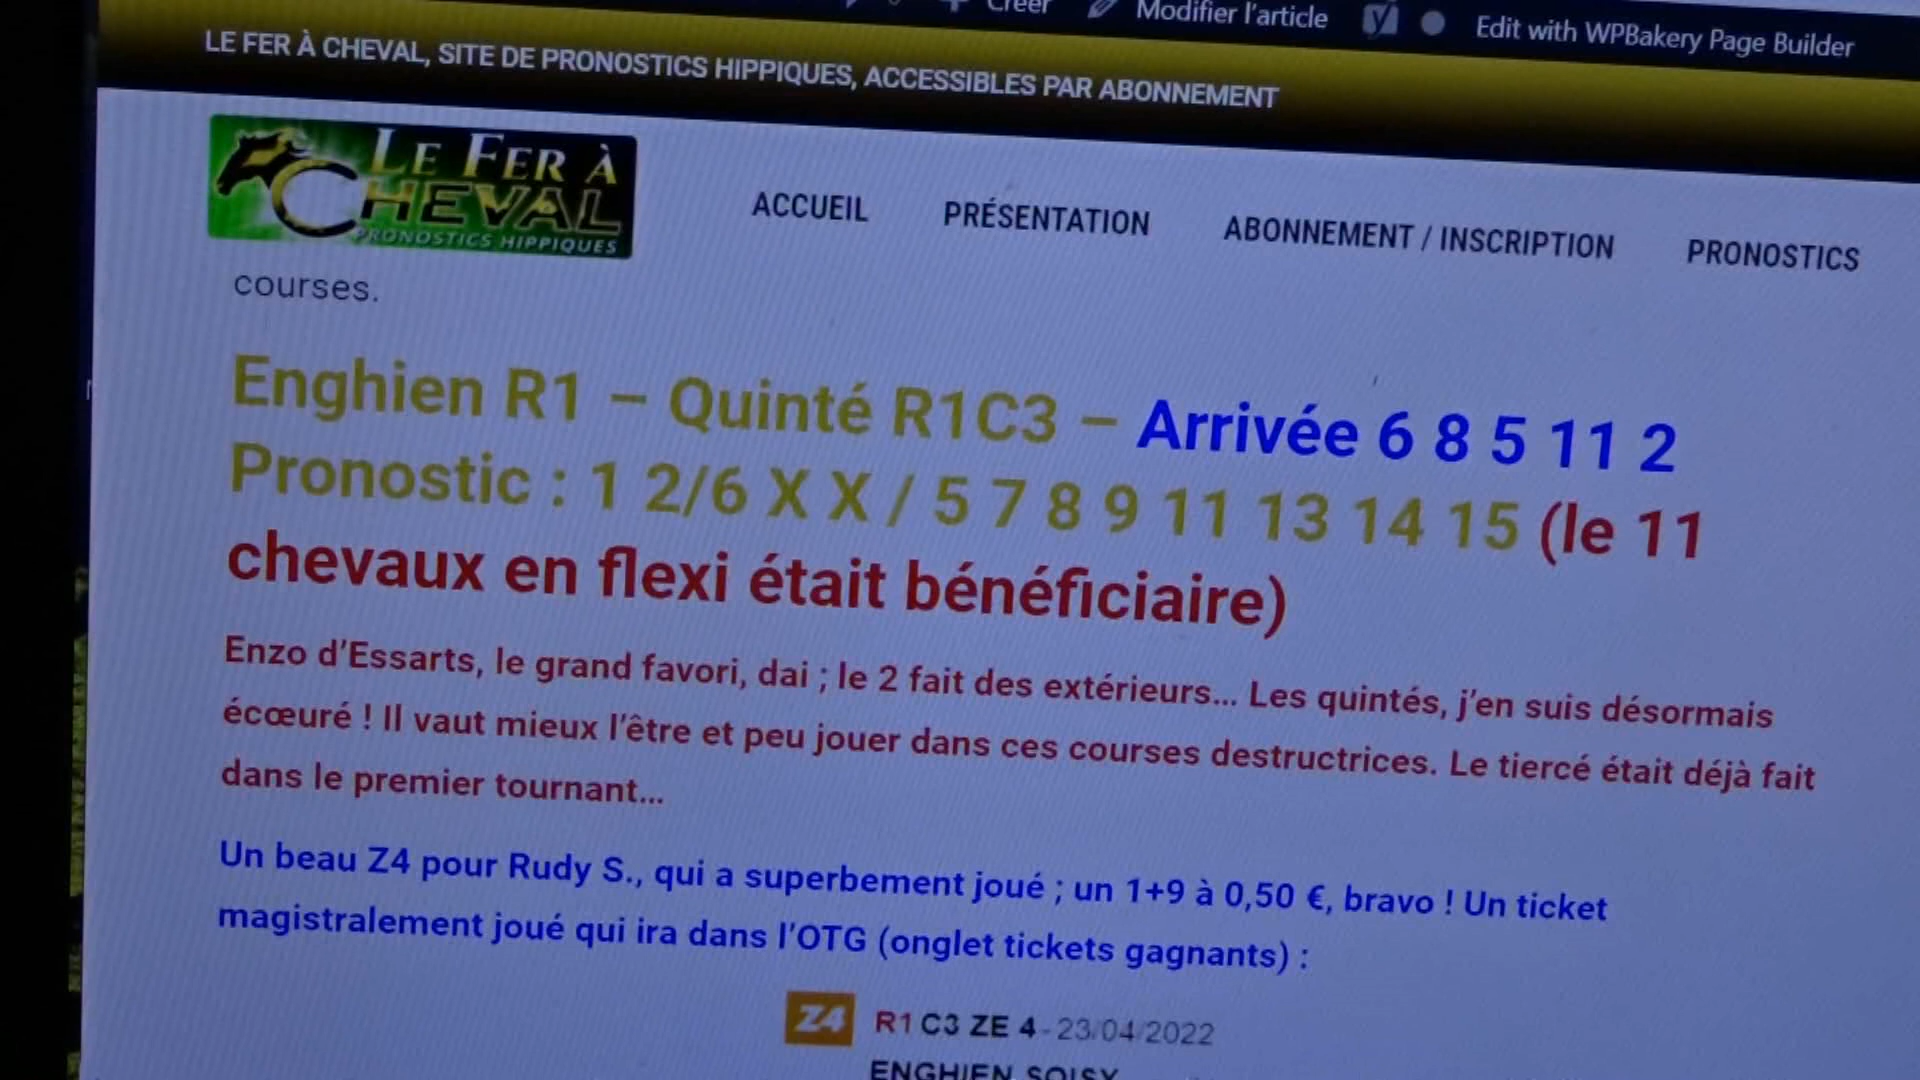 Créer Modifier l'article Edit with WPBakery Page Builder
LE FER À CHEVAL, SITE DE PRONOSTICS HIPPIQUES, ACCESSIBLES PAR ABONNEMENT
LE FER À
CHEVAL
PRONOSTICS HIPPIQUES
ACCUEIL PRÉSENTATION ABONNEMENT / INSCRIPTION PRONOSTICS
courses.
Enghien R1 – Quinté R1C3 – Arrivée 6 8 5 11 2
Pronostic : 1 2/6 X X / 5 7 8 9 11 13 14 15 (le 11
chevaux en flexi était bénéficiaire)
Enzo d'Essarts, le grand favori, dai ; le 2 fait des extérieurs... Les quintés, j'en suis désormais
écœuré ! Il vaut mieux l'être et peu jouer dans ces courses destructrices. Le tiercé était déjà fait
dans le premier tournant...
Un beau Z4 pour Rudy S., qui a superbement joué ; un 1+9 à 0,50 €, bravo ! Un ticket
magistralement joué qui ira dans l'OTG (onglet tickets gagnants) :
Z4 R1 C3 ZE 4 - 23/04/2022
ENGHIEN SOISY